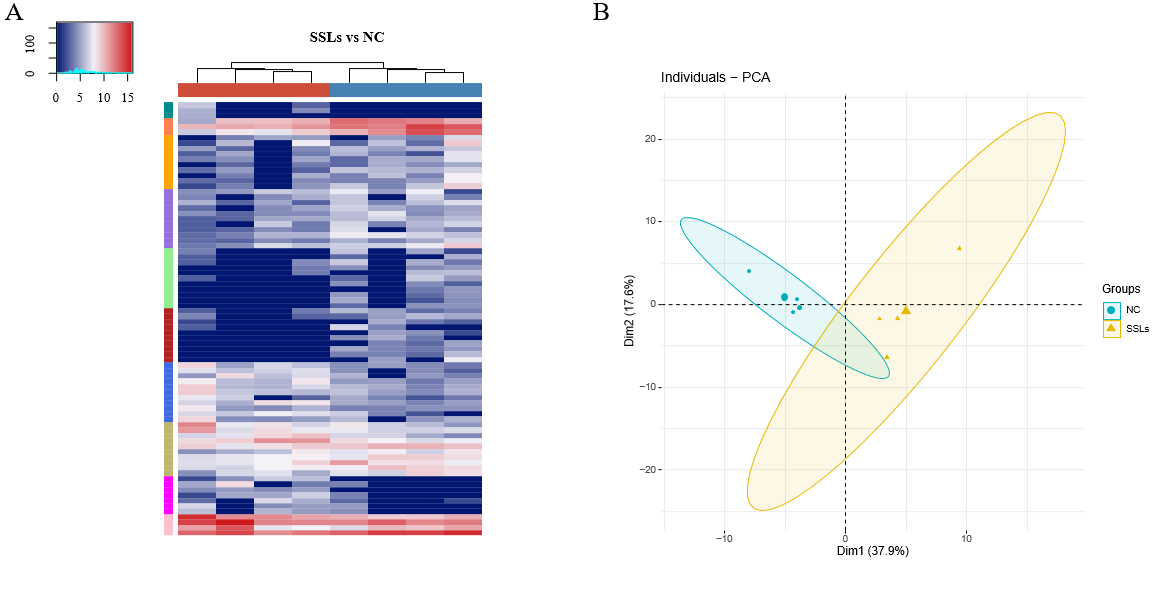 A
100
0
0 5 10 15
SSLs vs NC
B
Individuals − PCA
20
10
0
−10
−20
Dim2 (17.6%)
−10 0 10
Dim1 (37.9%)
Groups
NC
SSLs